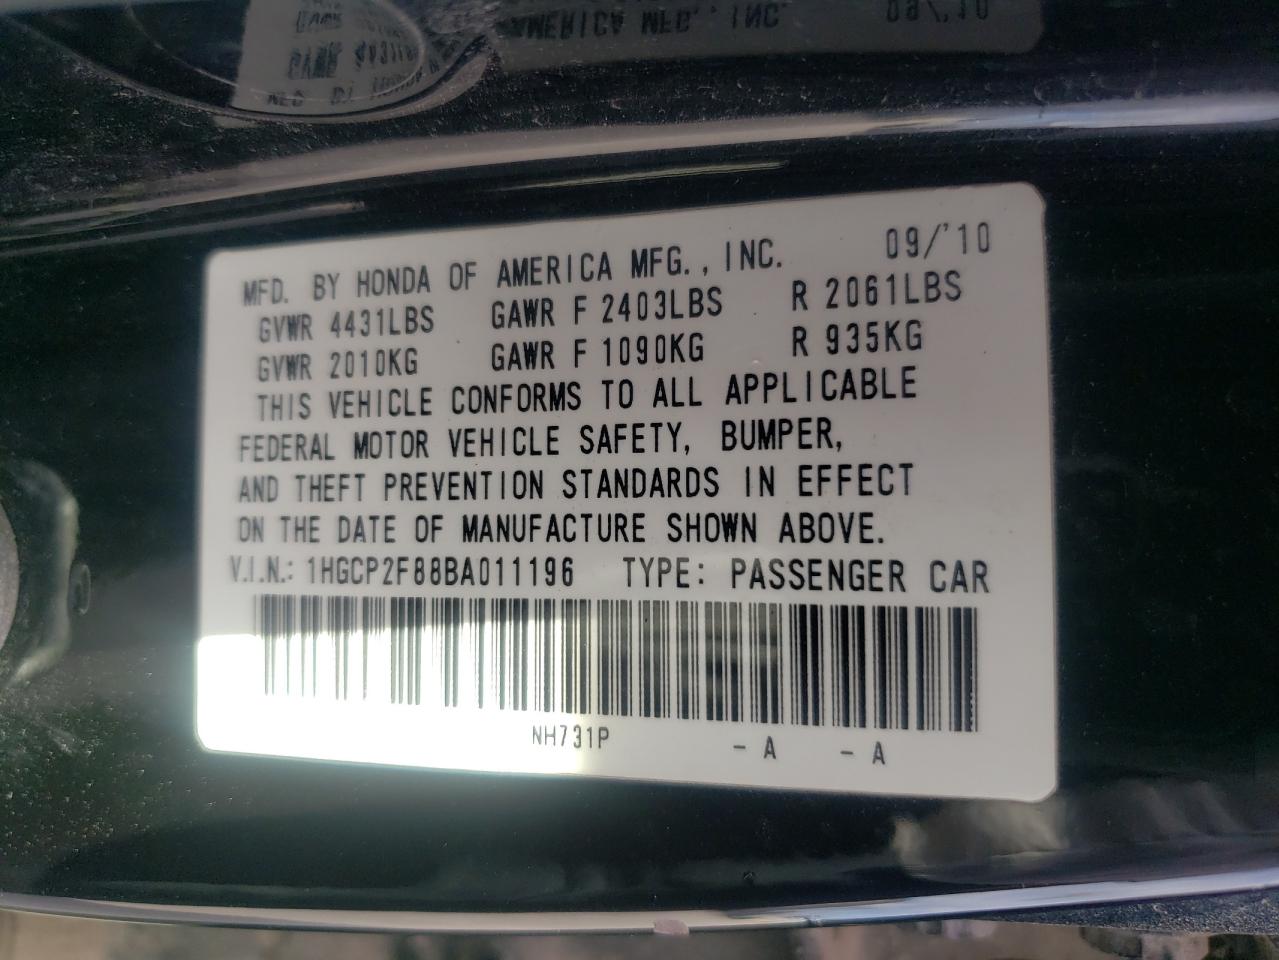 MFD. BY HONDA OF AMERICA MFG., INC. 09/'10
GVWR 4431LBS GAWR F 2403LBS R 2061LBS
GVWR 2010KG GAWR F 1090KG R 935KG
THIS VEHICLE CONFORMS TO ALL APPLICABLE
FEDERAL MOTOR VEHICLE SAFETY, BUMPER,
AND THEFT PREVENTION STANDARDS IN EFFECT
ON THE DATE OF MANUFACTURE SHOWN ABOVE.
V.I.N.: 1HGCP2F88BA011196 TYPE: PASSENGER CAR
NH731P -A -A